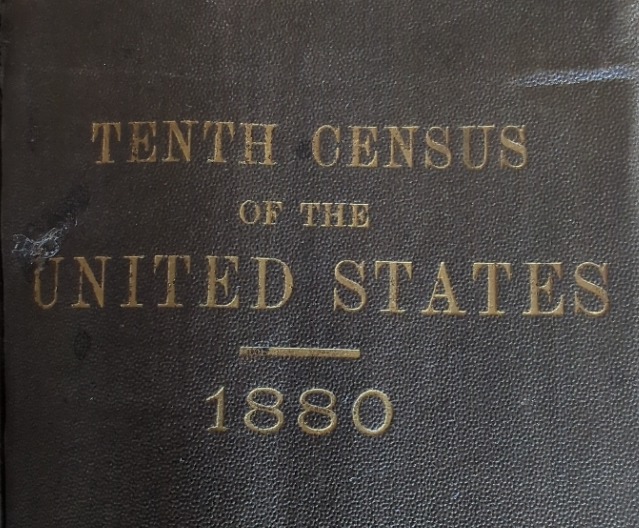 TENTH CENSUS
OF THE
UNITED STATES
1880